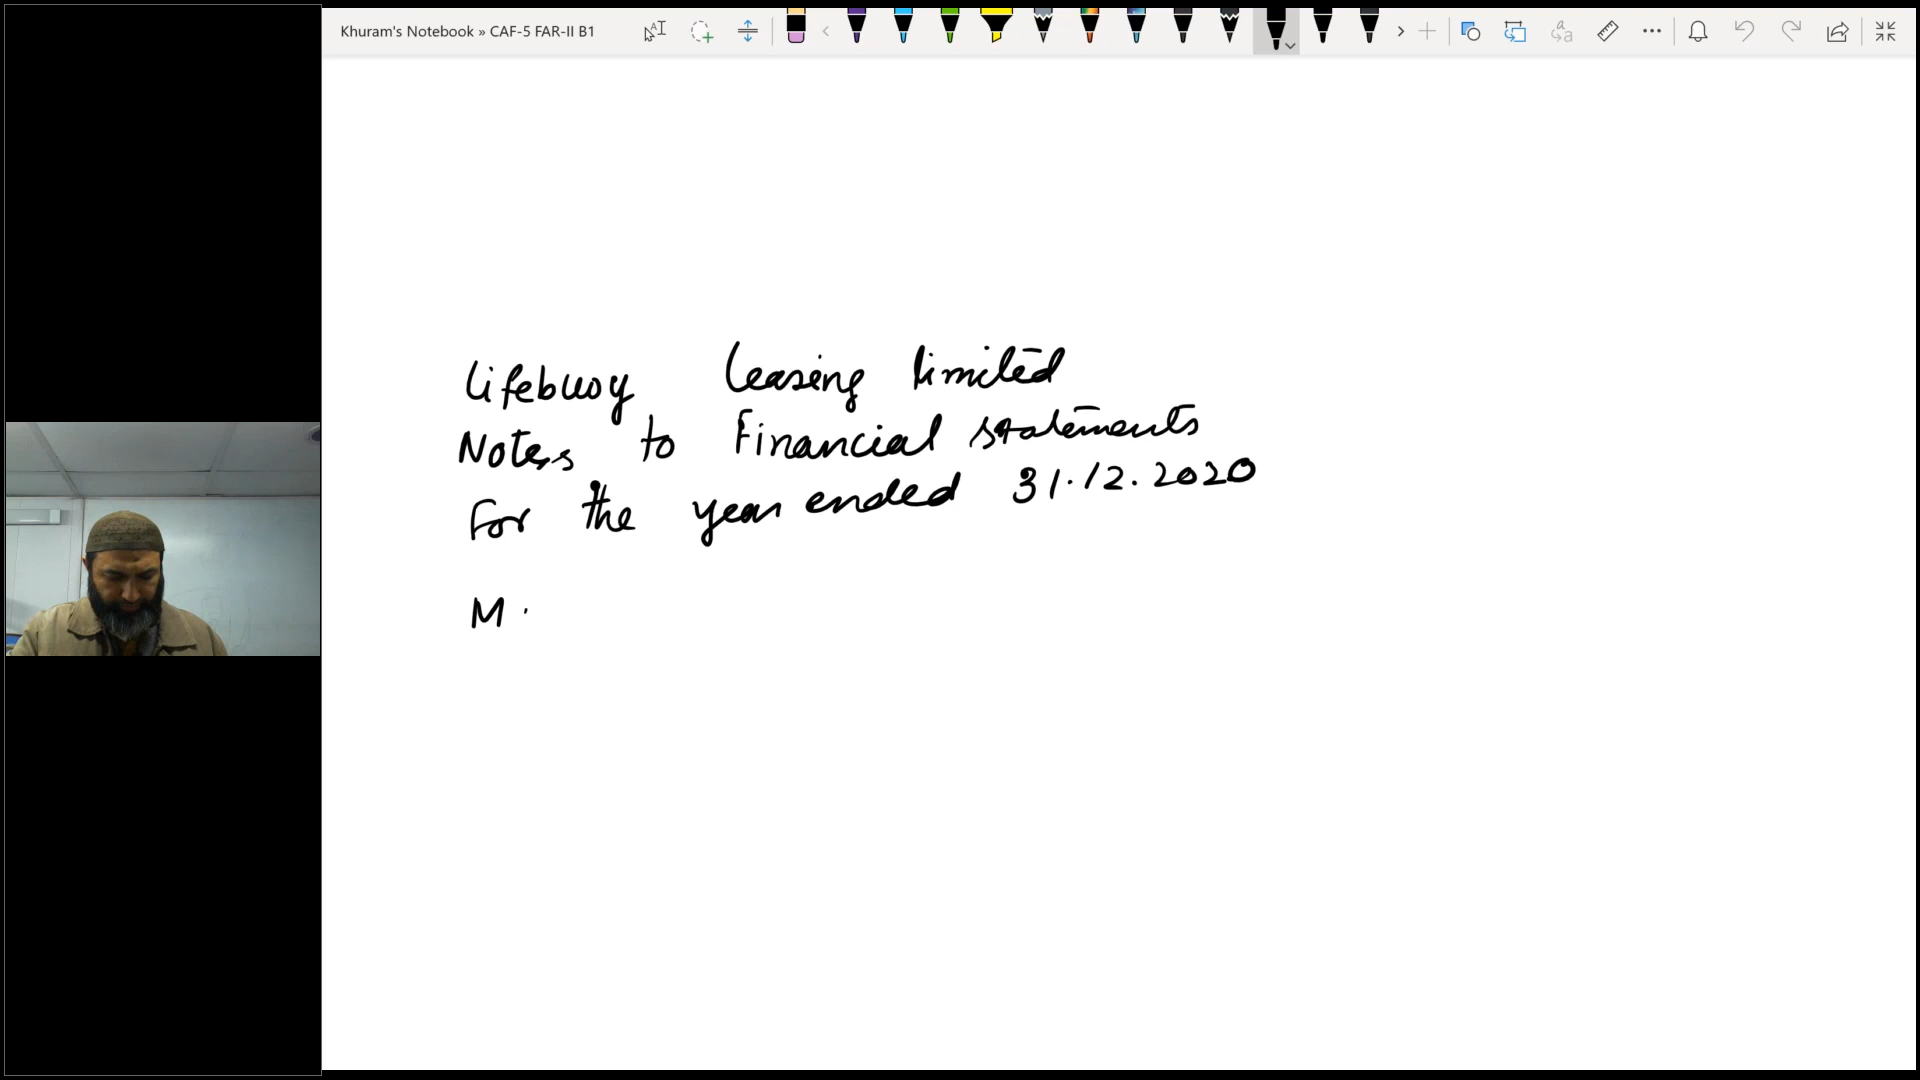 Khuram's Notebook » CAF-5 FAR-II B1
Lifebuoy Leasing limited
Notes to Financial statements
For the year ended 31.12.2020
M.